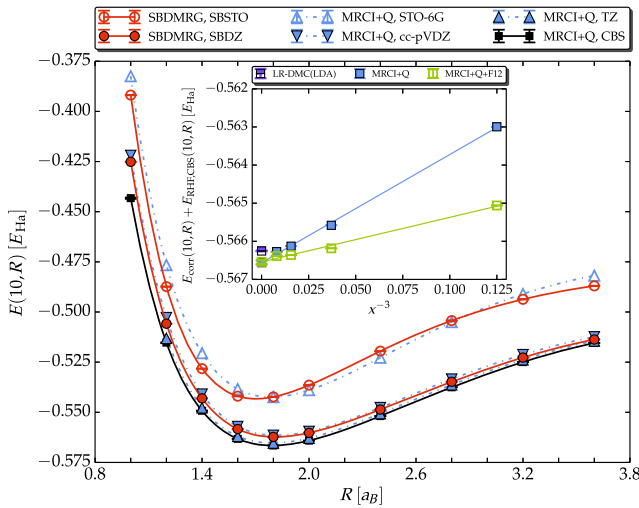 SBDMRG, SBSTO MRCI+Q, STO-6G MRCI+Q, TZ
SBDMRG, SBDZ MRCI+Q, cc-pVDZ MRCI+Q, CBS
LR-DMC(LDA) MRCI+Q MRCI+Q+F12
−0.375
−0.400
−0.425
−0.450
−0.475
−0.500
−0.525
−0.550
−0.575
E(10,R) [E_Ha]
0.8 1.4 2.0 2.6 3.2 3.8
R [a_B]
−0.562
−0.563
−0.564
−0.565
−0.566
−0.567
E_corr(10,R) + E_RHF,CBS(10,R) [E_Ha]
0.000 0.025 0.050 0.075 0.100 0.125
x⁻³